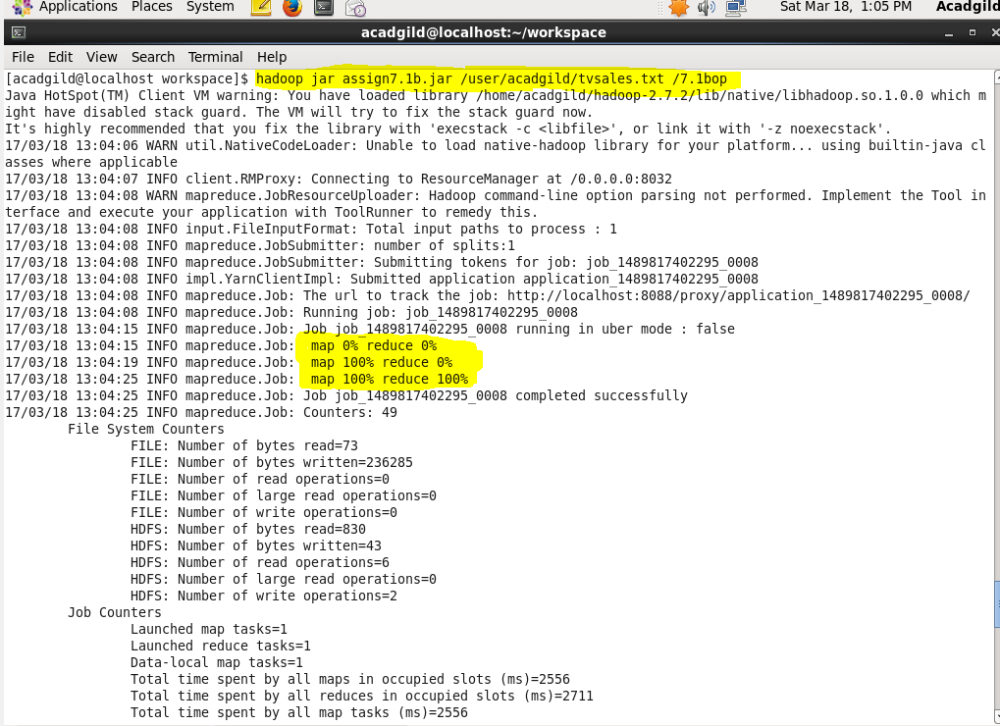 Applications Places System Sat Mar 18, 1:05 PM Acadgild
acadgild@localhost:~/workspace
File Edit View Search Terminal Help
[acadgild@localhost workspace]$ hadoop jar assign7.1b.jar /user/acadgild/tvsales.txt /7.1bop
Java HotSpot(TM) Client VM warning: You have loaded library /home/acadgild/hadoop-2.7.2/lib/native/libhadoop.so.1.0.0 which m
ight have disabled stack guard. The VM will try to fix the stack guard now.
It's highly recommended that you fix the library with 'execstack -c <libfile>', or link it with '-z noexecstack'.
17/03/18 13:04:06 WARN util.NativeCodeLoader: Unable to load native-hadoop library for your platform... using builtin-java cl
asses where applicable
17/03/18 13:04:07 INFO client.RMProxy: Connecting to ResourceManager at /0.0.0.0:8032
17/03/18 13:04:08 WARN mapreduce.JobResourceUploader: Hadoop command-line option parsing not performed. Implement the Tool in
terface and execute your application with ToolRunner to remedy this.
17/03/18 13:04:08 INFO input.FileInputFormat: Total input paths to process : 1
17/03/18 13:04:08 INFO mapreduce.JobSubmitter: number of splits:1
17/03/18 13:04:08 INFO mapreduce.JobSubmitter: Submitting tokens for job: job_1489817402295_0008
17/03/18 13:04:08 INFO impl.YarnClientImpl: Submitted application application_1489817402295_0008
17/03/18 13:04:08 INFO mapreduce.Job: The url to track the job: http://localhost:8088/proxy/application_1489817402295_0008/
17/03/18 13:04:08 INFO mapreduce.Job: Running job: job_1489817402295_0008
17/03/18 13:04:15 INFO mapreduce.Job: Job job_1489817402295_0008 running in uber mode : false
17/03/18 13:04:15 INFO mapreduce.Job:  map 0% reduce 0%
17/03/18 13:04:19 INFO mapreduce.Job:  map 100% reduce 0%
17/03/18 13:04:25 INFO mapreduce.Job:  map 100% reduce 100%
17/03/18 13:04:25 INFO mapreduce.Job: Job job_1489817402295_0008 completed successfully
17/03/18 13:04:25 INFO mapreduce.Job: Counters: 49
File System Counters
FILE: Number of bytes read=73
FILE: Number of bytes written=236285
FILE: Number of read operations=0
FILE: Number of large read operations=0
FILE: Number of write operations=0
HDFS: Number of bytes read=830
HDFS: Number of bytes written=43
HDFS: Number of read operations=6
HDFS: Number of large read operations=0
HDFS: Number of write operations=2
Job Counters
Launched map tasks=1
Launched reduce tasks=1
Data-local map tasks=1
Total time spent by all maps in occupied slots (ms)=2556
Total time spent by all reduces in occupied slots (ms)=2711
Total time spent by all map tasks (ms)=2556